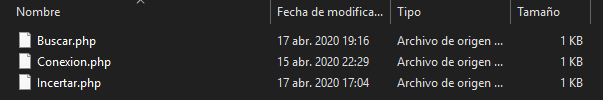 Nombre Fecha de modifica... Tipo Tamaño
Buscar.php 17 abr. 2020 19:16 Archivo de origen ... 1 KB
Conexion.php 15 abr. 2020 22:29 Archivo de origen ... 1 KB
Incertar.php 17 abr. 2020 17:04 Archivo de origen ... 1 KB